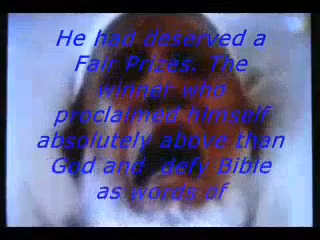 He had deserved a
Fair Prizes. The
winner who
proclaimed himself
absolutely above than
God and defy Bible
as words of